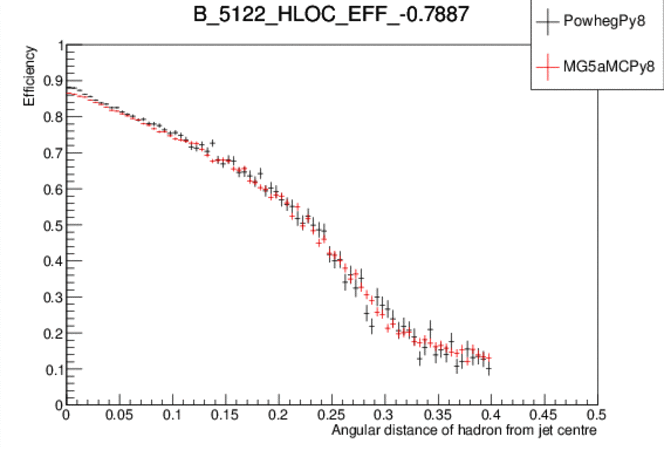 B_5122_HLOC_EFF_-0.7887
PowhegPy8
MG5aMCPy8
Efficiency
1
0.9
0.8
0.7
0.6
0.5
0.4
0.3
0.2
0.1
0
0 0.05 0.1 0.15 0.2 0.25 0.3 0.35 0.4 0.45 0.5
Angular distance of hadron from jet centre